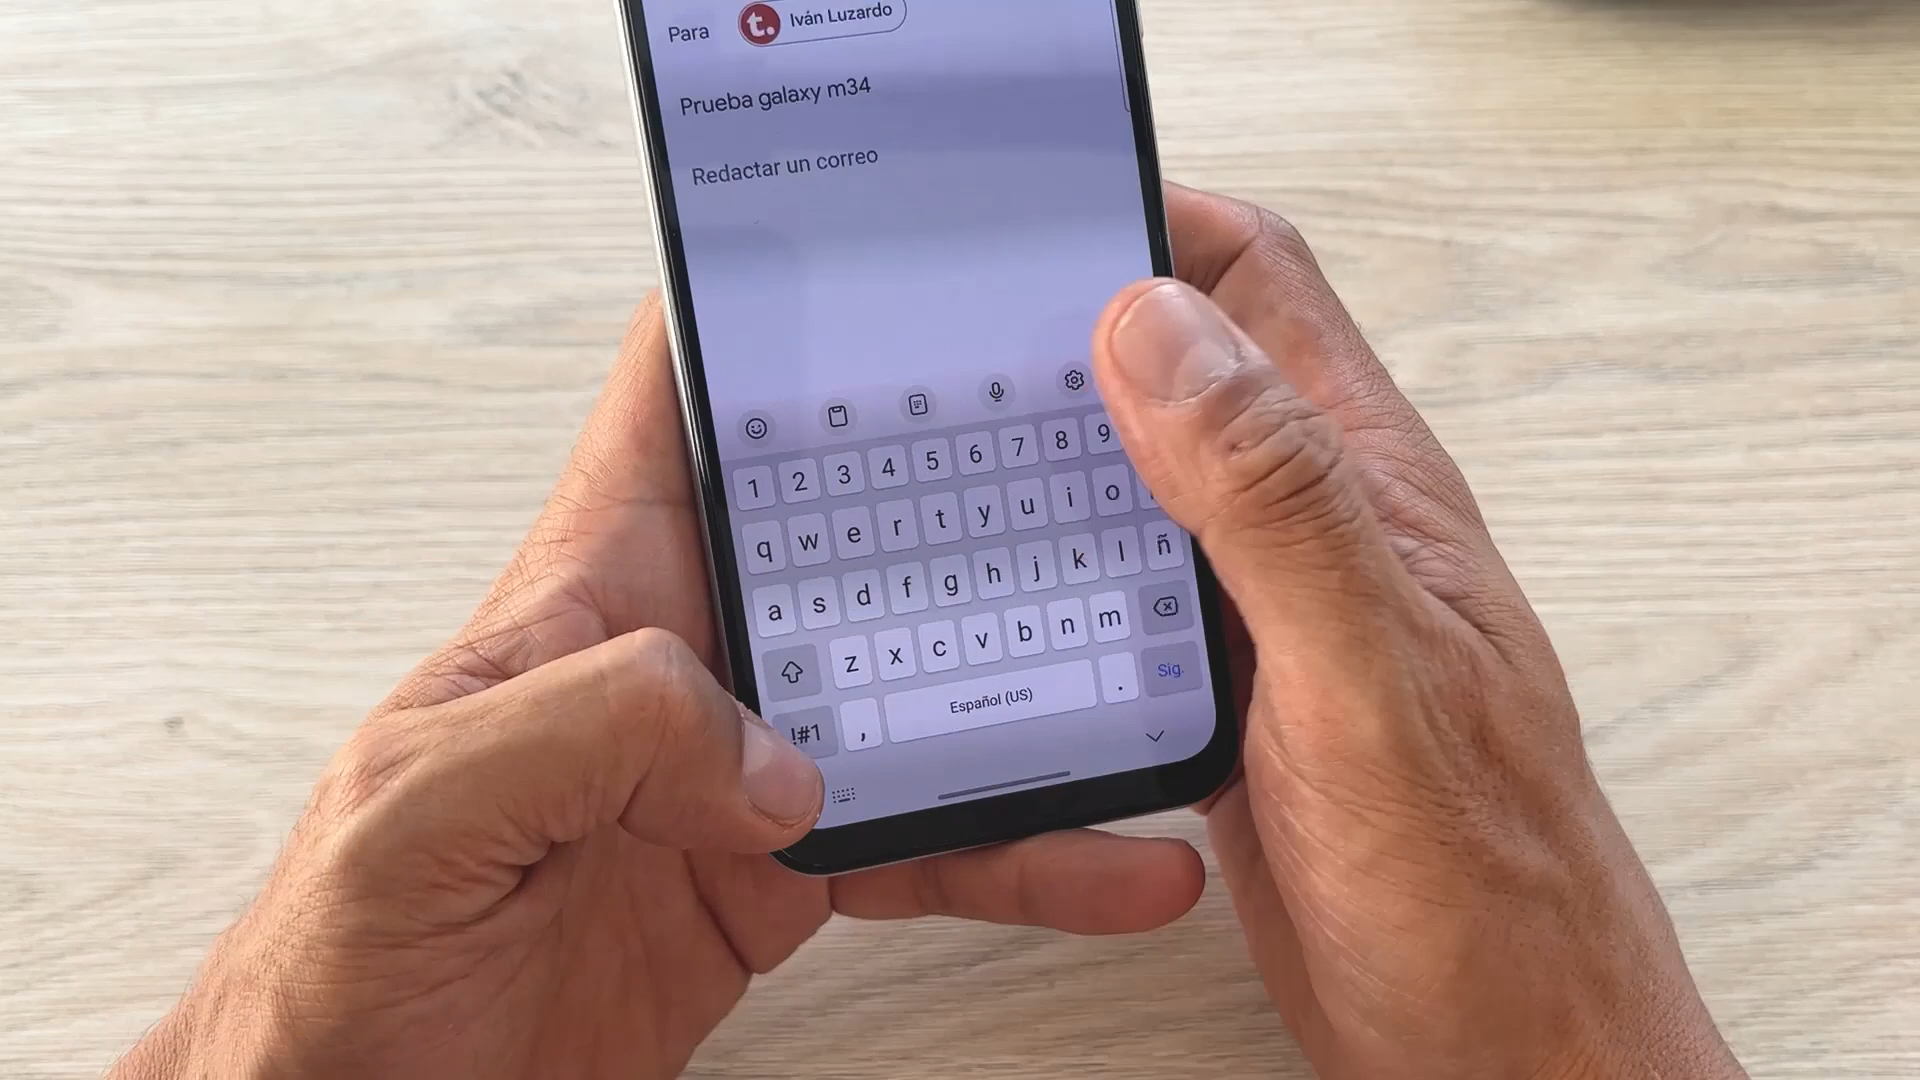 Para t. Iván Luzardo
Prueba galaxy m34
Redactar un correo
1 2 3 4 5 6 7 8 9
q w e r t y u i o
a s d f g h j k l ñ
z x c v b n m
!#1 , Español (US) . Sig.